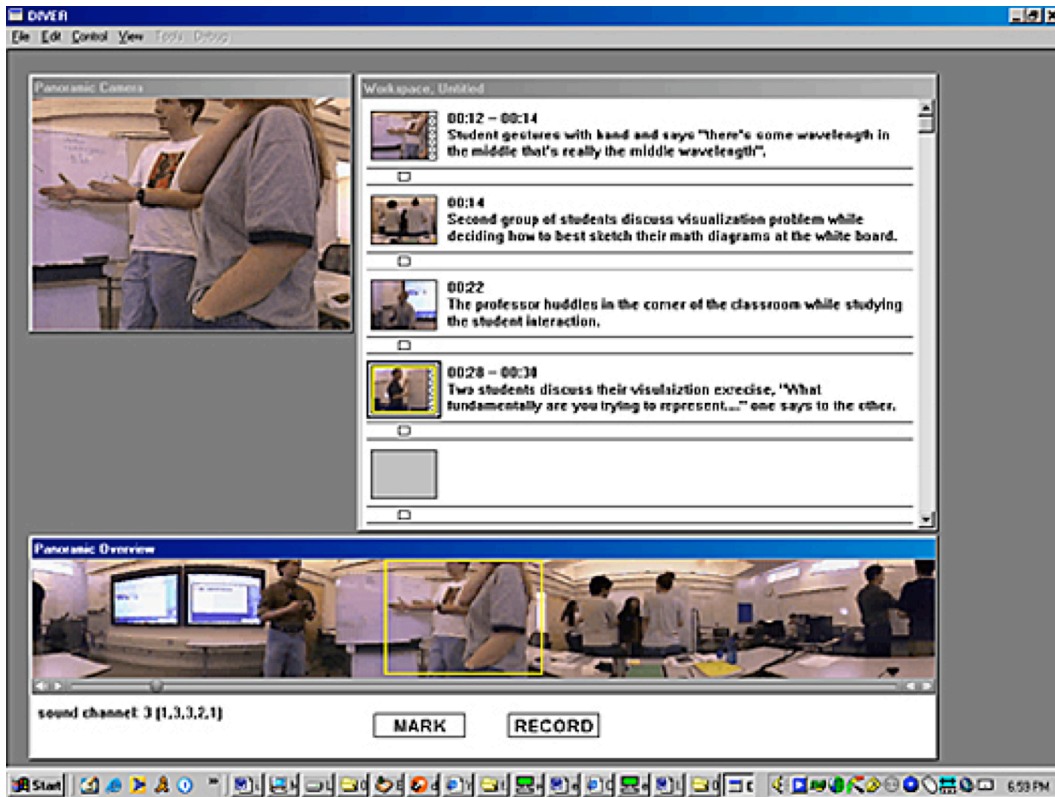 DIVER
File Edit Control View Tools Debug
Panoramic Camera
Workspace, Untitled
00:12 – 00:14
Student gestures with hand and says "there's some wavelength in
the middle that's really the middle wavelength".
00:14
Second group of students discuss visualization problem while
deciding how to best sketch their math diagrams at the white board.
00:22
The professor huddles in the corner of the classroom while studying
the student interaction.
00:28 – 00:30
Two students discuss their visulaiztion exrecise, "What
fundamentally are you trying to represent...." one says to the other.
Panoramic Overview
sound channel: 3 (1,3,3,2,1)
MARK RECORD
Start 6:59 PM